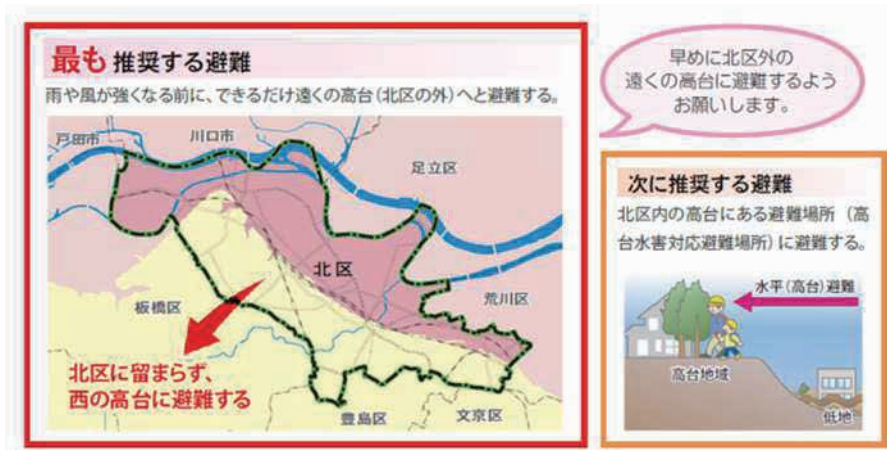 最も推奨する避難
雨や風が強くなる前に、できるだけ遠くの高台(北区の外)へと避難する。
戸田市
川口市
足立区
北区
荒川区
板橋区
北区に留まらず、
西の高台に避難する
豊島区
文京区
早めに北区外の
遠くの高台に避難するよう
お願いします。
次に推奨する避難
北区内の高台にある避難場所(高
台水害対応避難場所)に避難する。
水平(高台)避難
高台地域
低地